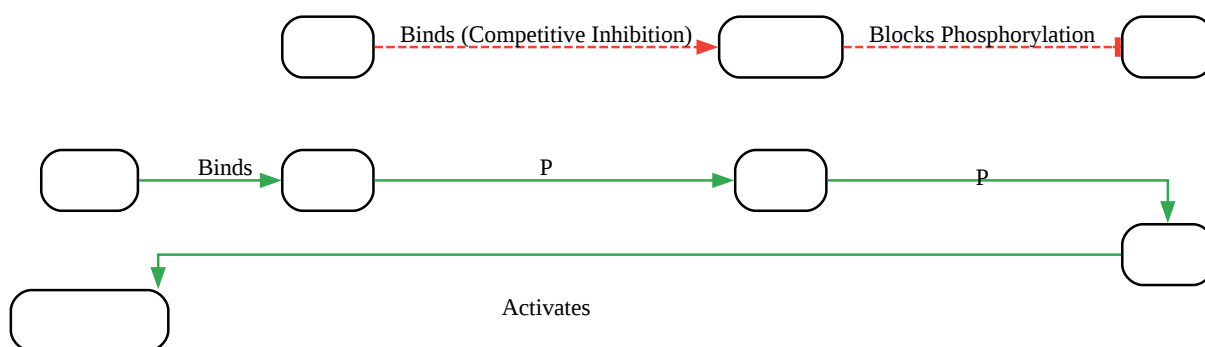 Binds (Competitive Inhibition)
Blocks Phosphorylation
Binds
P
P
Activates